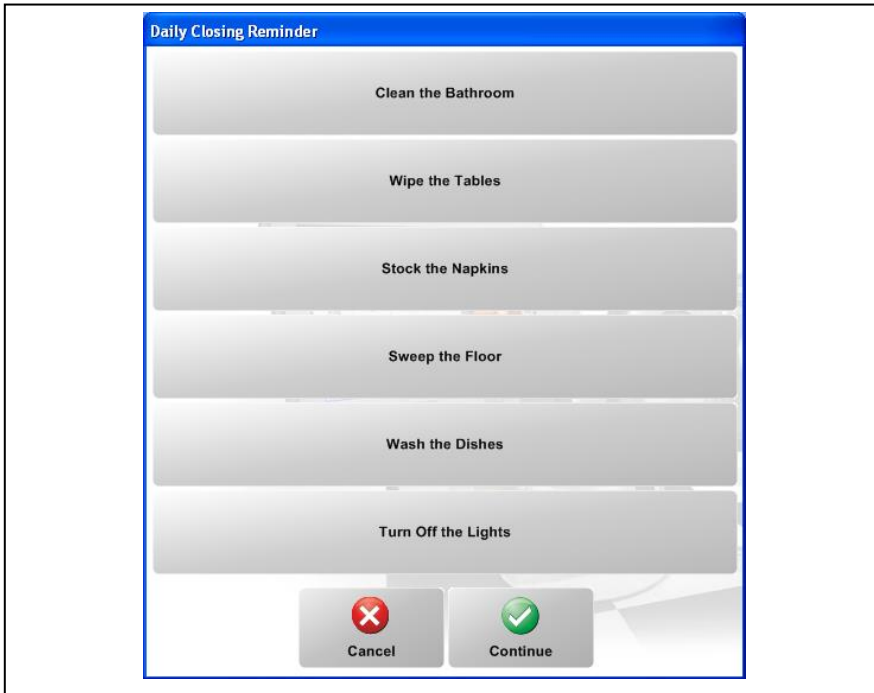 Daily Closing Reminder
Clean the Bathroom
Wipe the Tables
Stock the Napkins
Sweep the Floor
Wash the Dishes
Turn Off the Lights
Cancel
Continue